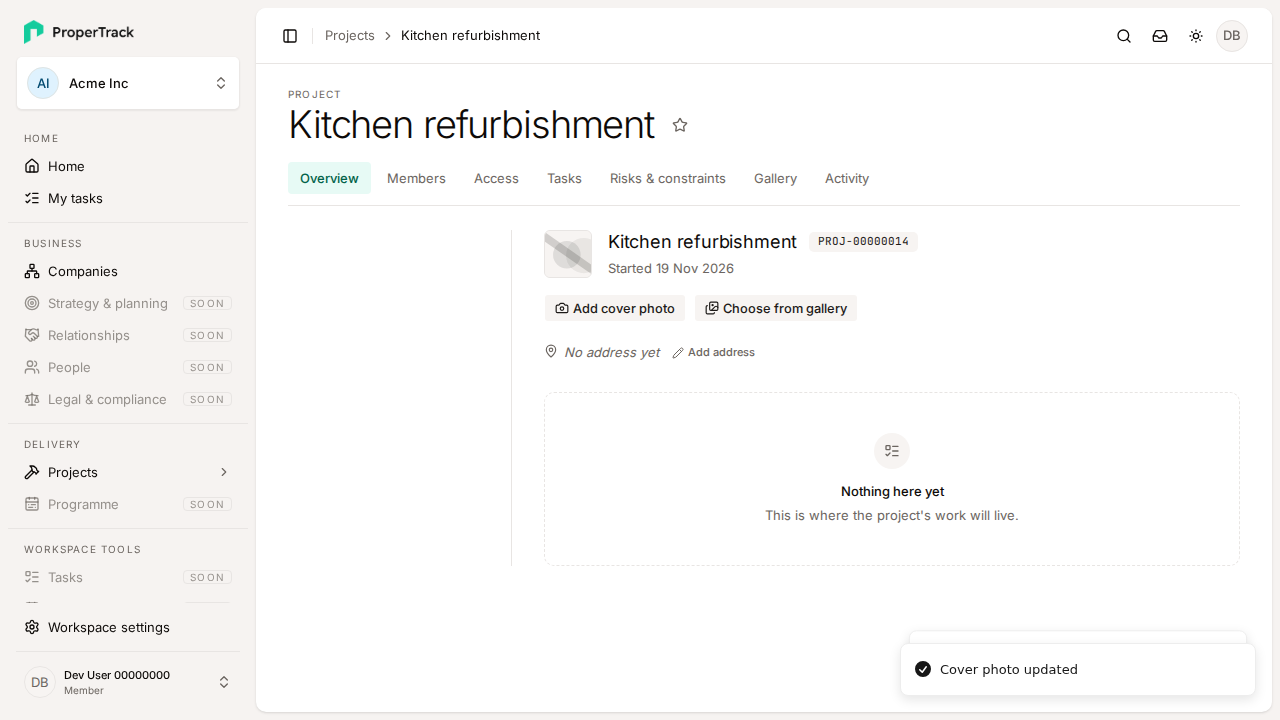 ProperTrack
Projects
Kitchen refurbishment
DB
AI
Acme Inc
HOME
Home
My tasks
BUSINESS
Companies
Strategy & planning
SOON
Relationships
SOON
People
SOON
Legal & compliance
SOON
DELIVERY
Projects
Programme
SOON
WORKSPACE TOOLS
Tasks
SOON
Workspace settings
DB
Dev User 00000000
Member
PROJECT
Kitchen refurbishment
Overview
Members
Access
Tasks
Risks & constraints
Gallery
Activity
Kitchen refurbishment
PROJ-00000014
Started 19 Nov 2026
Add cover photo
Choose from gallery
No address yet
Add address
Nothing here yet
This is where the project's work will live.
Cover photo updated